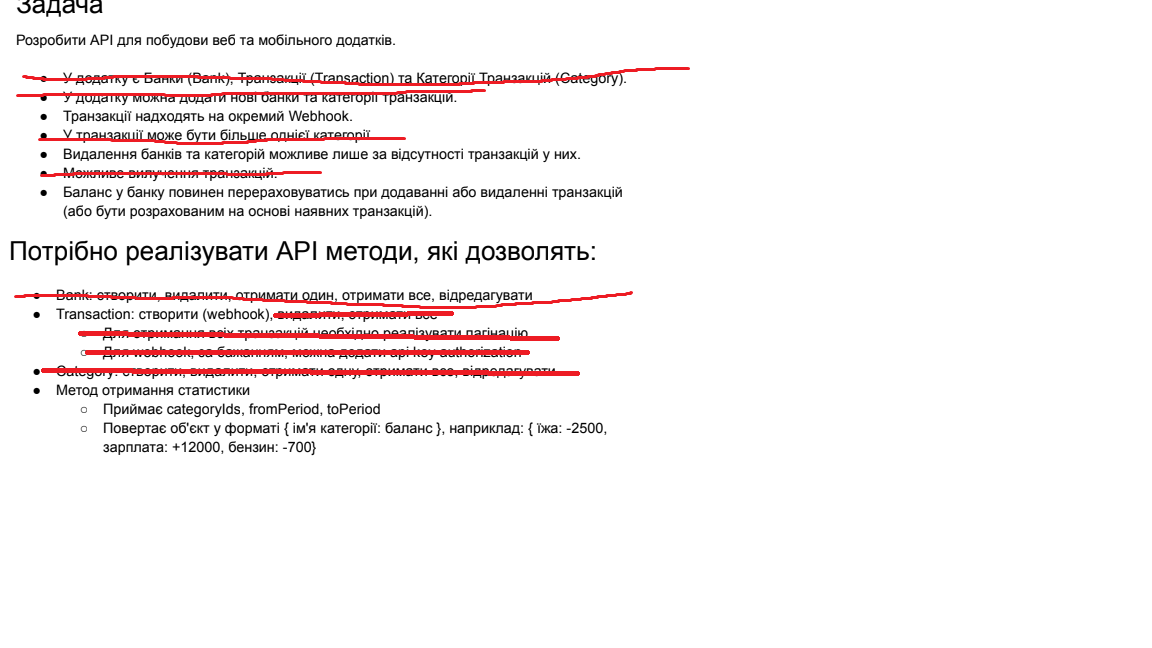 Задача
Розробити API для побудови веб та мобільного додатків.
● У додатку є Банки (Bank), Транзакції (Transaction) та Категорії Транзакцій (Category).
● У додатку можна додати нові банки та категорії транзакцій.
● Транзакції надходять на окремий Webhook.
● У транзакції може бути більше однієї категорії.
● Видалення банків та категорій можливе лише за відсутності транзакцій у них.
● Можливе вилучення транзакцій.
● Баланс у банку повинен перераховуватись при додаванні або видаленні транзакцій
(або бути розрахованим на основі наявних транзакцій).
Потрібно реалізувати API методи, які дозволять:
● Bank: створити, видалити, отримати один, отримати все, відредагувати
● Transaction: створити (webhook), видалити, отримати все
○ Для отримання всіх транзакцій необхідно реалізувати пагінацію
○ Для webhook, за бажанням, можна додати api key authorization
● Category: створити, видалити, отримати одну, отримати все, відредагувати
● Метод отримання статистики
○ Приймає categoryIds, fromPeriod, toPeriod
○ Повертає об'єкт у форматі { ім'я категорії: баланс }, наприклад: { їжа: -2500,
зарплата: +12000, бензин: -700}